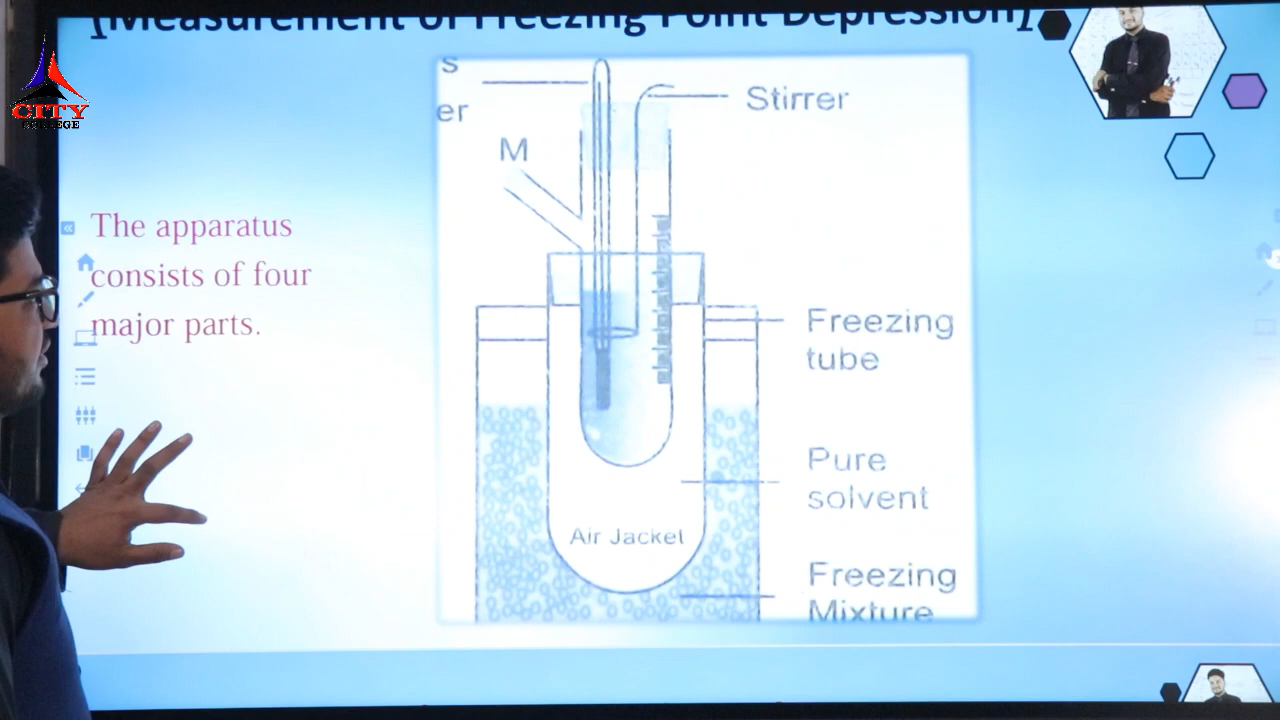 [Measurement of Freezing Point Depression]
CITY
COLLEGE
s
er
Stirrer
M
The apparatus
consists of four
major parts.
Freezing
tube
Pure
solvent
Air Jacket
Freezing
Mixture